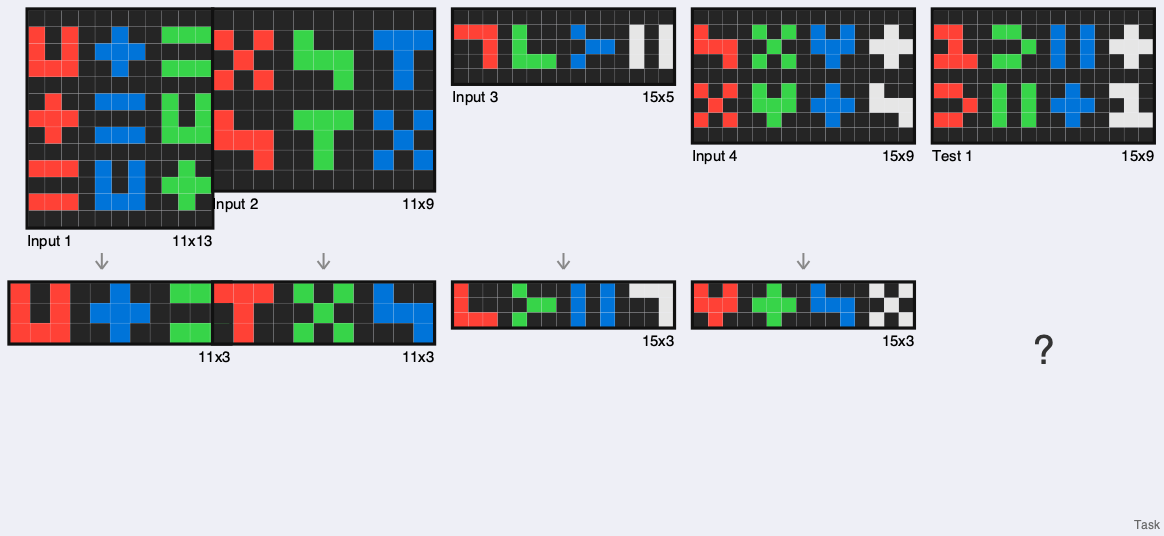 Input 1 11x13
Input 2 11x9
Input 3 15x5
Input 4 15x9
Test 1 15x9
11x3
11x3
15x3
15x3
?
Task